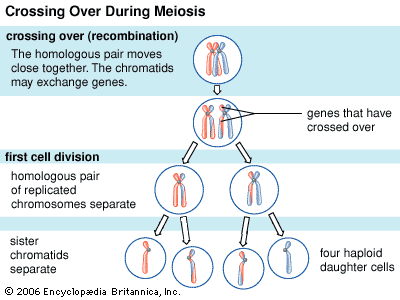 Crossing Over During Meiosis
crossing over (recombination)
The homologous pair moves
close together. The chromatids
may exchange genes.
genes that have
crossed over
first cell division
homologous pair
of replicated
chromosomes separate
sister
chromatids
separate
four haploid
daughter cells
© 2006 Encyclopædia Britannica, Inc.